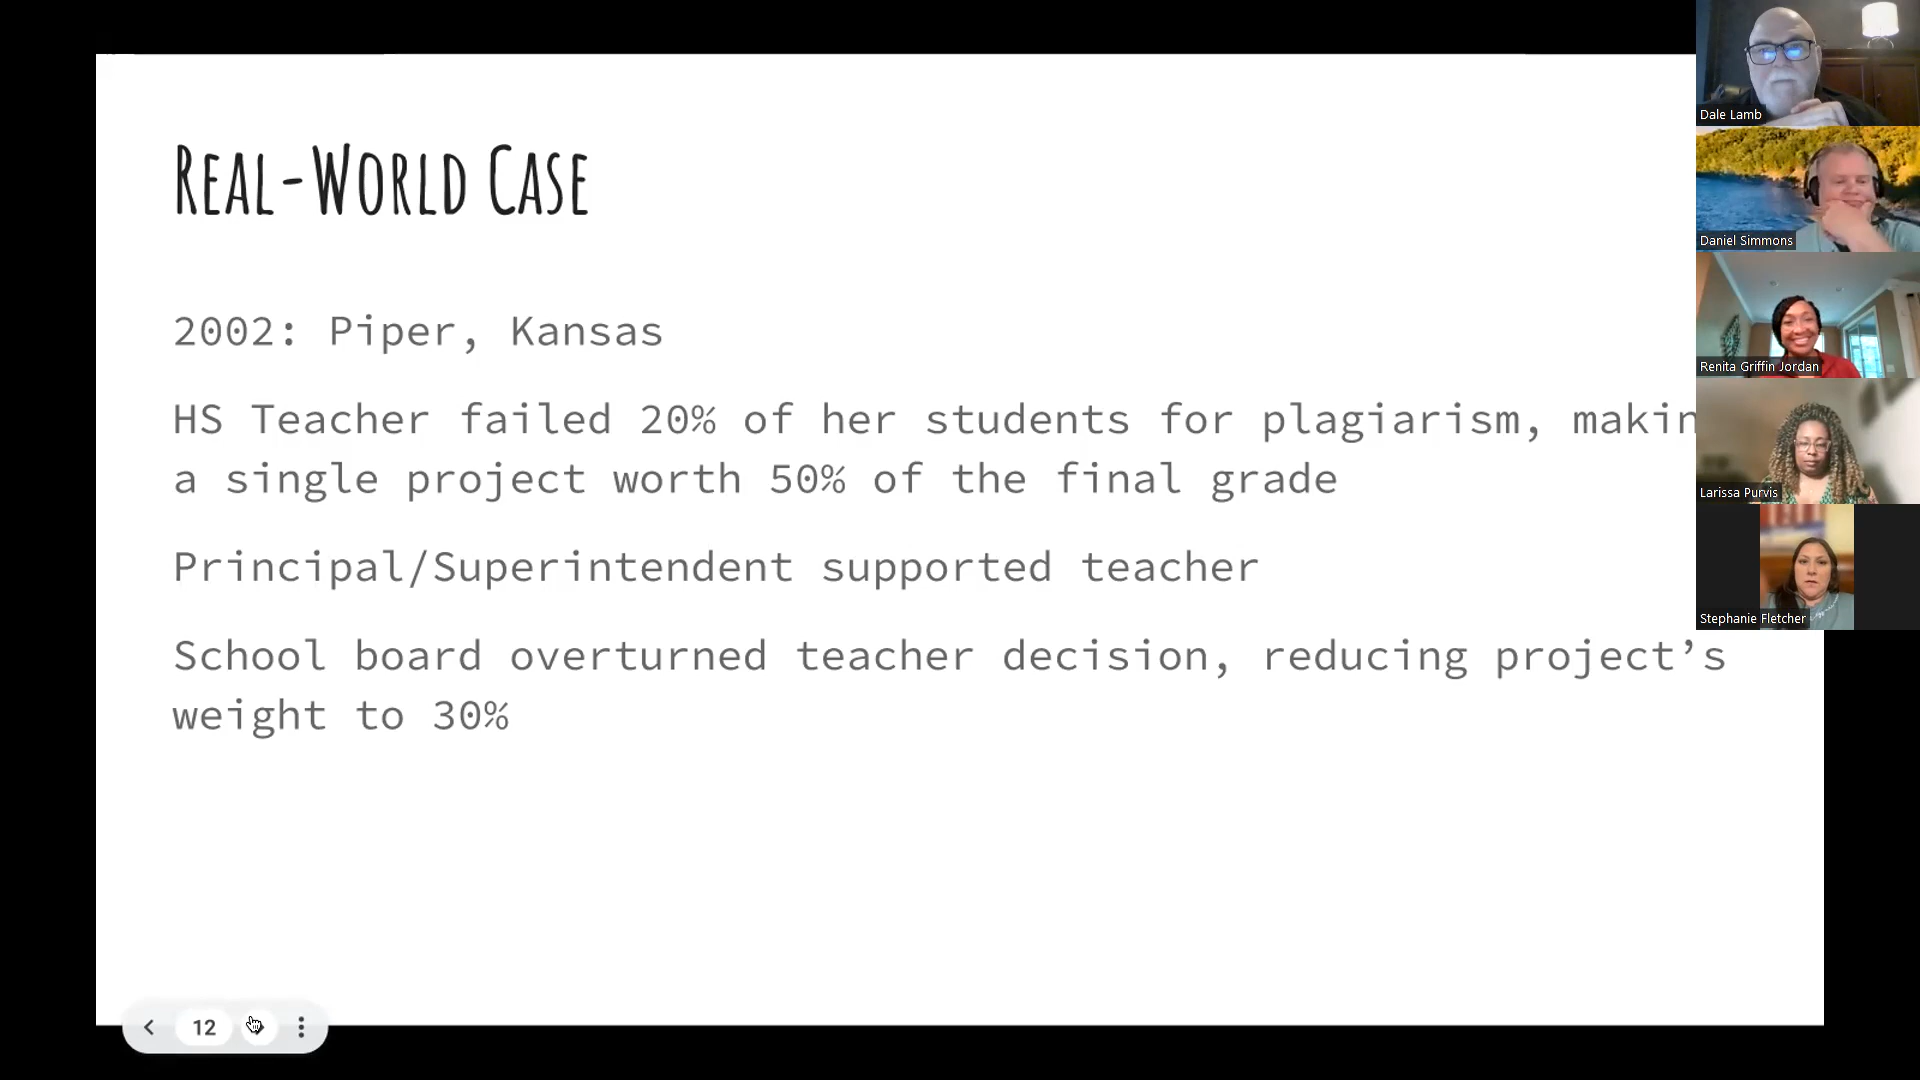 REAL-WORLD CASE
2002: Piper, Kansas
HS Teacher failed 20% of her students for plagiarism, makin
a single project worth 50% of the final grade
Principal/Superintendent supported teacher
School board overturned teacher decision, reducing project’s
weight to 30%
12
Dale Lamb
Daniel Simmons
Renita Griffin Jordan
Larissa Purvis
Stephanie Fletcher